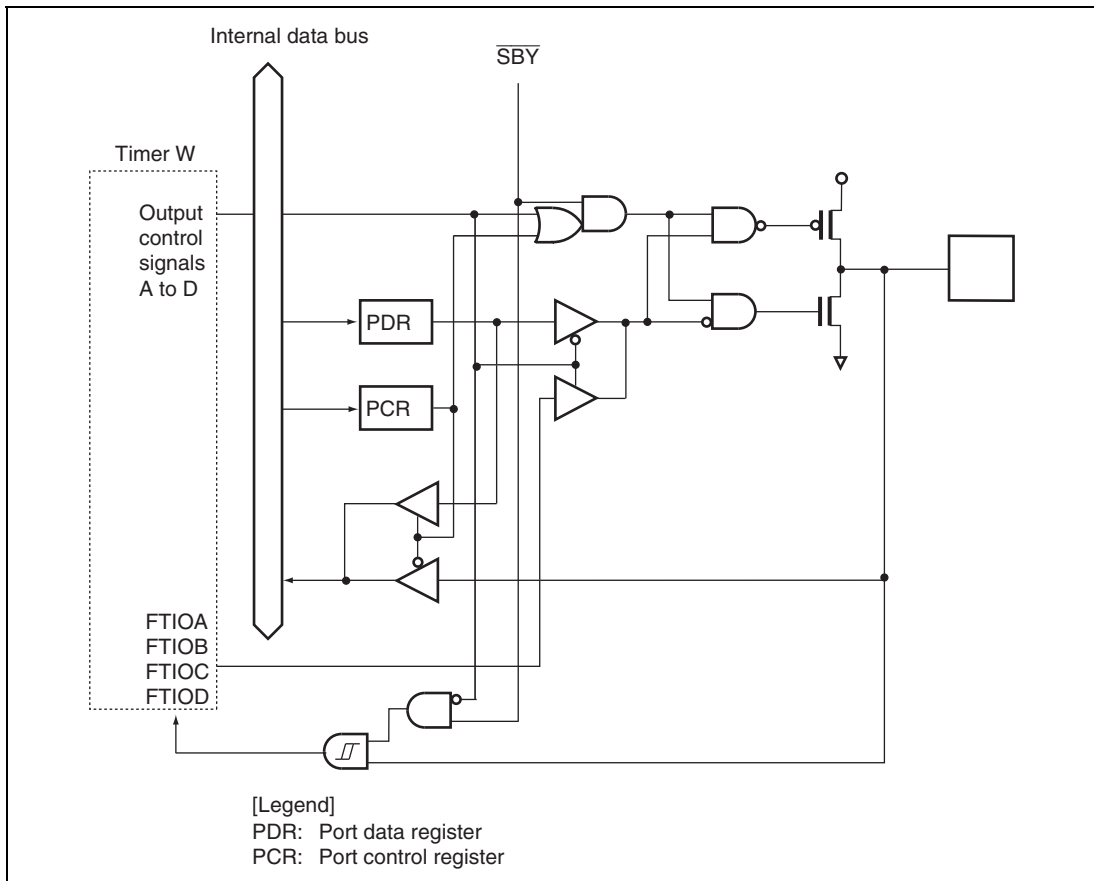 Internal data bus
S̅B̅Y̅
Timer W
Output
control
signals
A to D
PDR
PCR
FTIOA
FTIOB
FTIOC
FTIOD
[Legend]
PDR: Port data register
PCR: Port control register